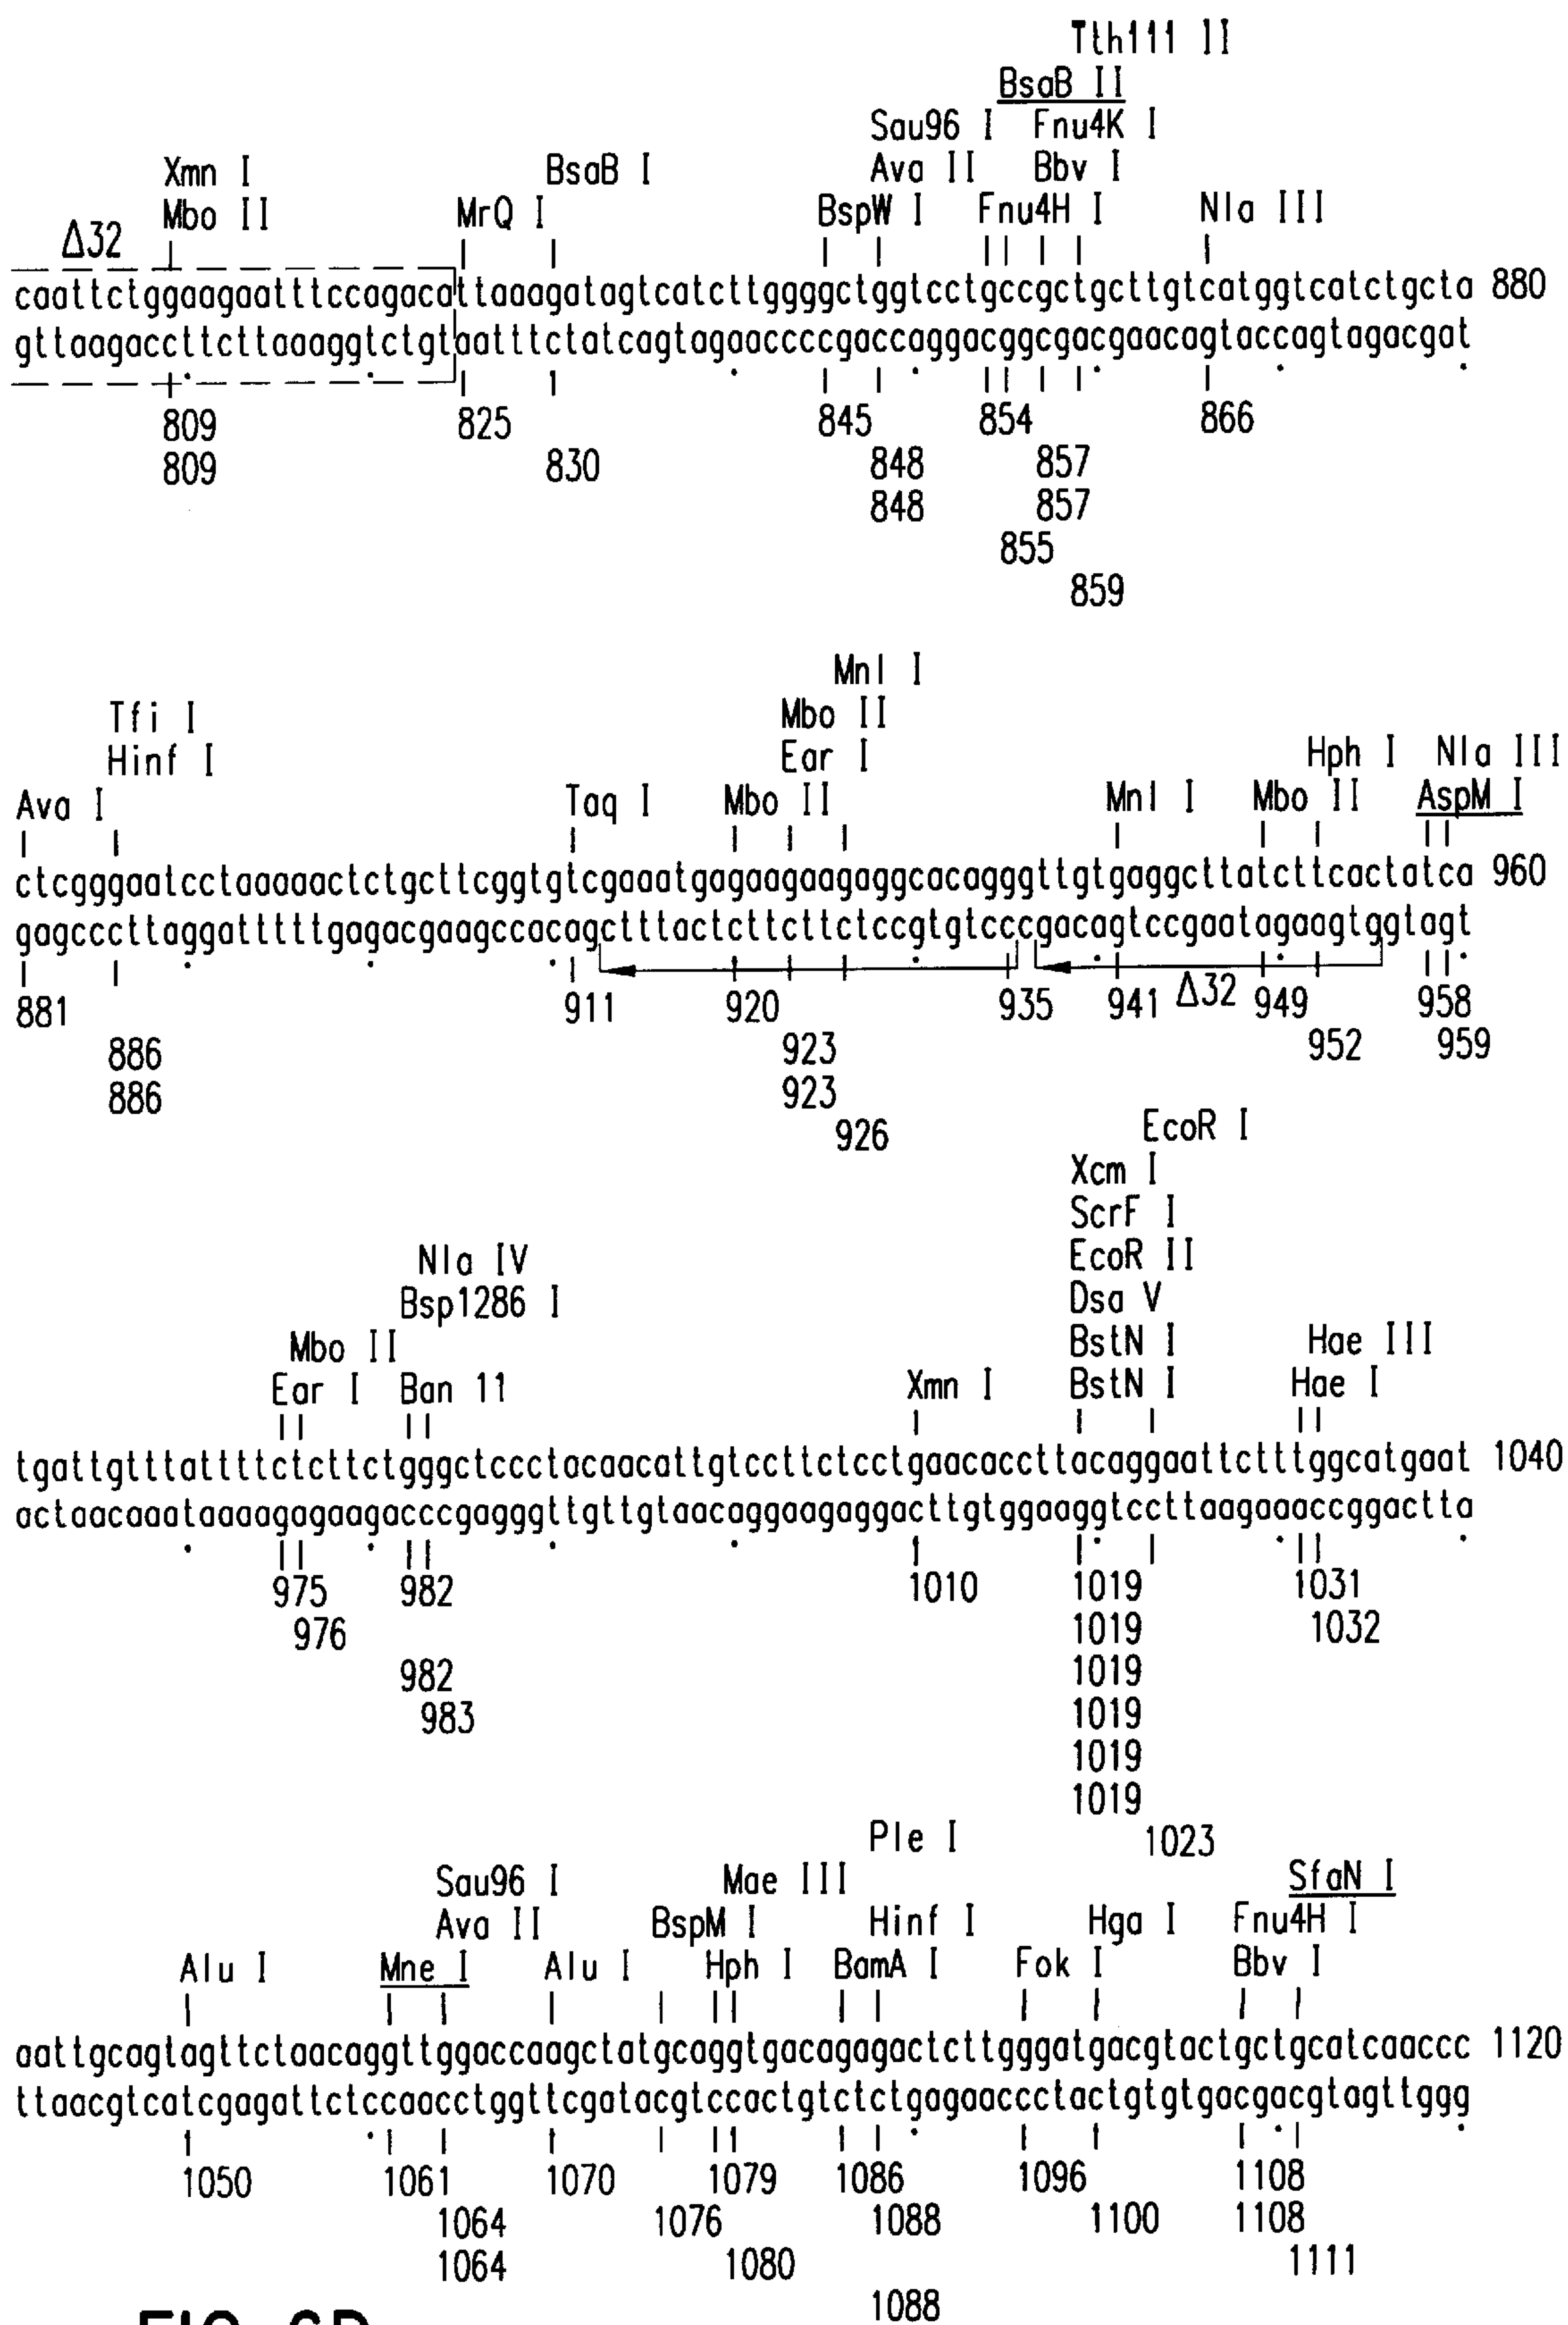 Tth111 II
BsaB II
Sau96 I Fnu4K I
Xmn I BsaB I Ava II Bbv I
Mbo II MrQ I BspW I Fnu4H I Nla III
Δ32
caattctggaagaatttccagacattaaagatagtcatcttggggctggtcctgccgctgcttgtcatggtcatctgcta 880
gttaagaccttcttaaaggtctgtaatttctatcagtagaaccccgaccaggacggcgacgaacagtaccagtagacgat
809 825 845 854 866
809 830 848 857
848 857
855
859
Mnl I
Tfi I Mbo II
Hinf I Ear I Hph I Nla III
Ava I Taq I Mbo II Mnl I Mbo II AspM I
ctcgggaatcctaaaaactctgcttcggtgtcgaaatgagaagaagaggcacagggttgtgaggcttatcttcactatca 960
gagcccttaggatttttgagacgaagccacagctttactcttcttctccgtgtcccgacagtccgaatagaagtggtagt
881 911 920 935 941 Δ32 949 958
886 923 952 959
886 923
926
EcoR I
Xcm I
ScrF I
Nla IV EcoR II
Bsp1286 I Dsa V
Mbo II BstN I Hae III
Ear I Ban 11 Xmn I BstN I Hae I
tgattgtttattttctcttctgggctccctacaacattgtccttctcctgaacaccttacaggaattctttggcatgaat 1040
actaacaaataaaagagaagacccgagggttgttgtaacaggaagaggacttgtggaaggtccttaagaaaccggactta
975 982 1010 1019 1031
976 1019 1032
982 1019
983 1019
1019
1019
Ple I 1023
Sau96 I Mae III SfaN I
Ava II BspM I Hinf I Hga I Fnu4H I
Alu I Mne I Alu I Hph I BamA I Fok I Bbv I
aattgcagtagttctaacaggttggaccaagctatgcaggtgacagagactcttgggatgacgtactgctgcatcaaccc 1120
ttaacgtcatcgagattctccaacctggttcgatacgtccactgtctctgagaaccctactgtgtgacgacgtagttggg
1050 1061 1070 1079 1086 1096 1108
1064 1076 1088 1100 1108
1064 1080 1111
1088